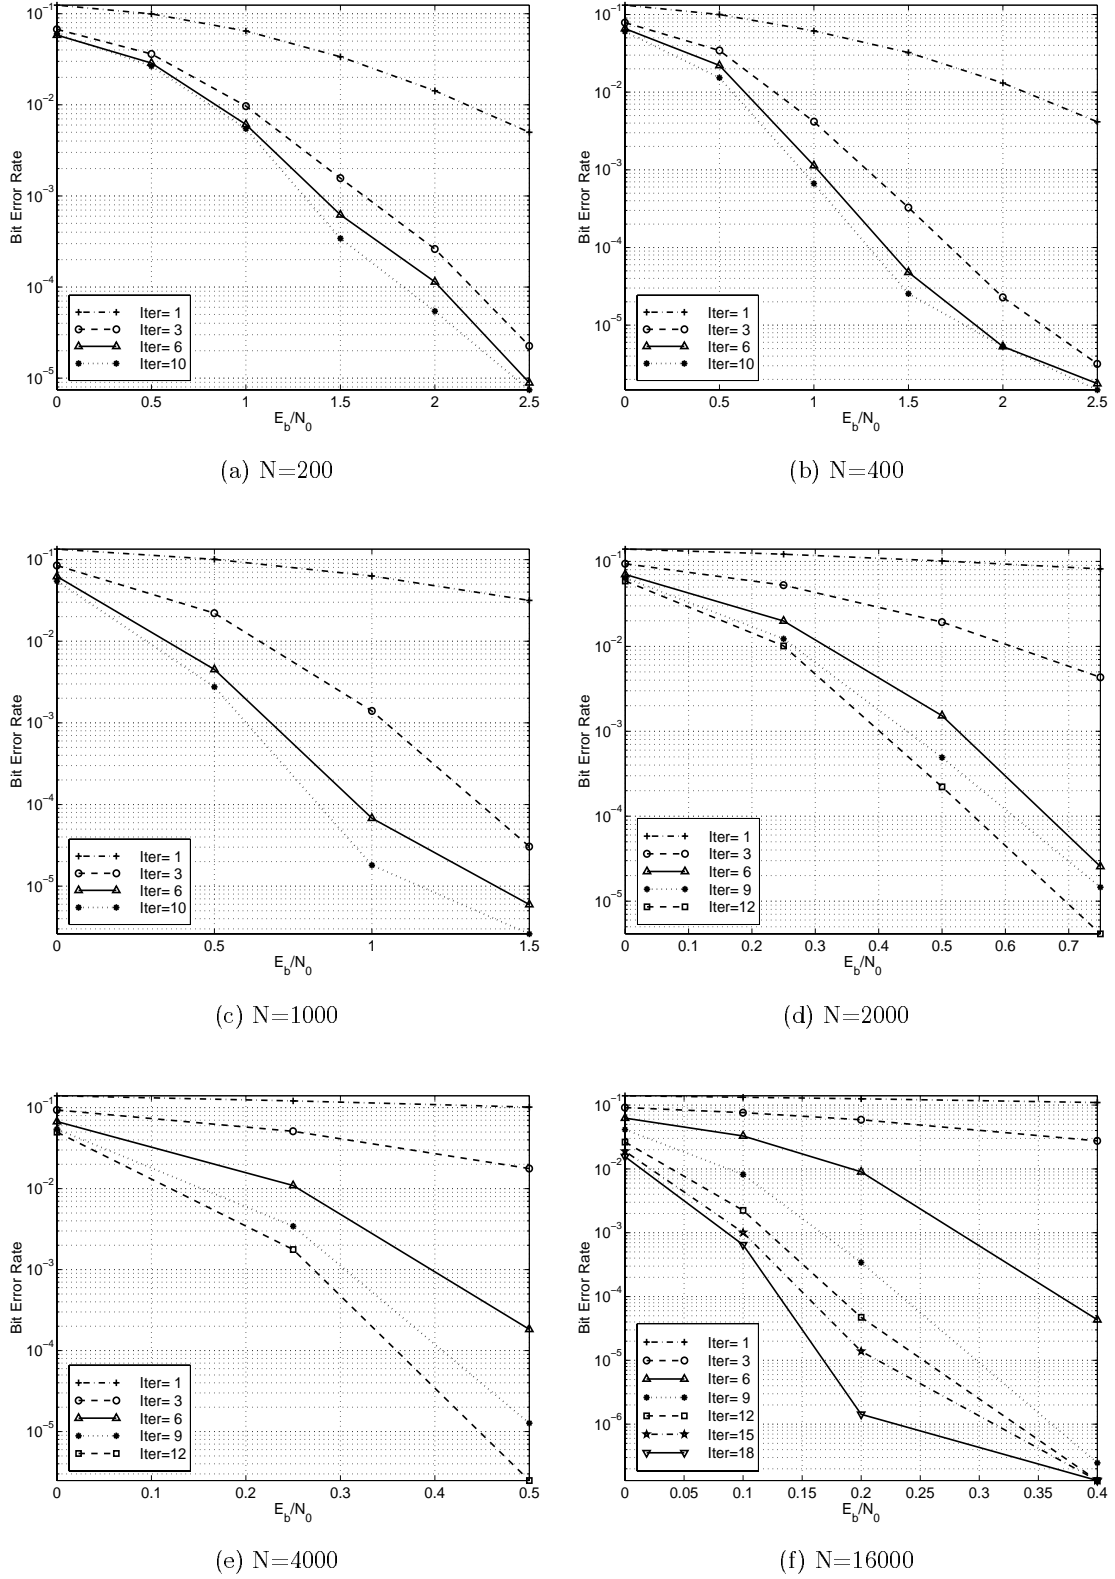 10^-1
10^-2
10^-3
10^-4
10^-5
Bit Error Rate
Iter= 1
Iter= 3
Iter= 6
Iter=10
0 0.5 1 1.5 2 2.5
E_b/N_0
(a) N=200
10^-1
10^-2
10^-3
10^-4
10^-5
Bit Error Rate
Iter= 1
Iter= 3
Iter= 6
Iter=10
0 0.5 1 1.5 2 2.5
E_b/N_0
(b) N=400
10^-1
10^-2
10^-3
10^-4
10^-5
Bit Error Rate
Iter= 1
Iter= 3
Iter= 6
Iter=10
0 0.5 1 1.5
E_b/N_0
(c) N=1000
10^-1
10^-2
10^-3
10^-4
10^-5
Bit Error Rate
Iter= 1
Iter= 3
Iter= 6
Iter= 9
Iter=12
0 0.1 0.2 0.3 0.4 0.5 0.6 0.7
E_b/N_0
(d) N=2000
10^-1
10^-2
10^-3
10^-4
10^-5
Bit Error Rate
Iter= 1
Iter= 3
Iter= 6
Iter= 9
Iter=12
0 0.1 0.2 0.3 0.4 0.5
E_b/N_0
(e) N=4000
10^-1
10^-2
10^-3
10^-4
10^-5
10^-6
Bit Error Rate
Iter= 1
Iter= 3
Iter= 6
Iter= 9
Iter=12
Iter=15
Iter=18
0 0.05 0.1 0.15 0.2 0.25 0.3 0.35 0.4
E_b/N_0
(f) N=16000